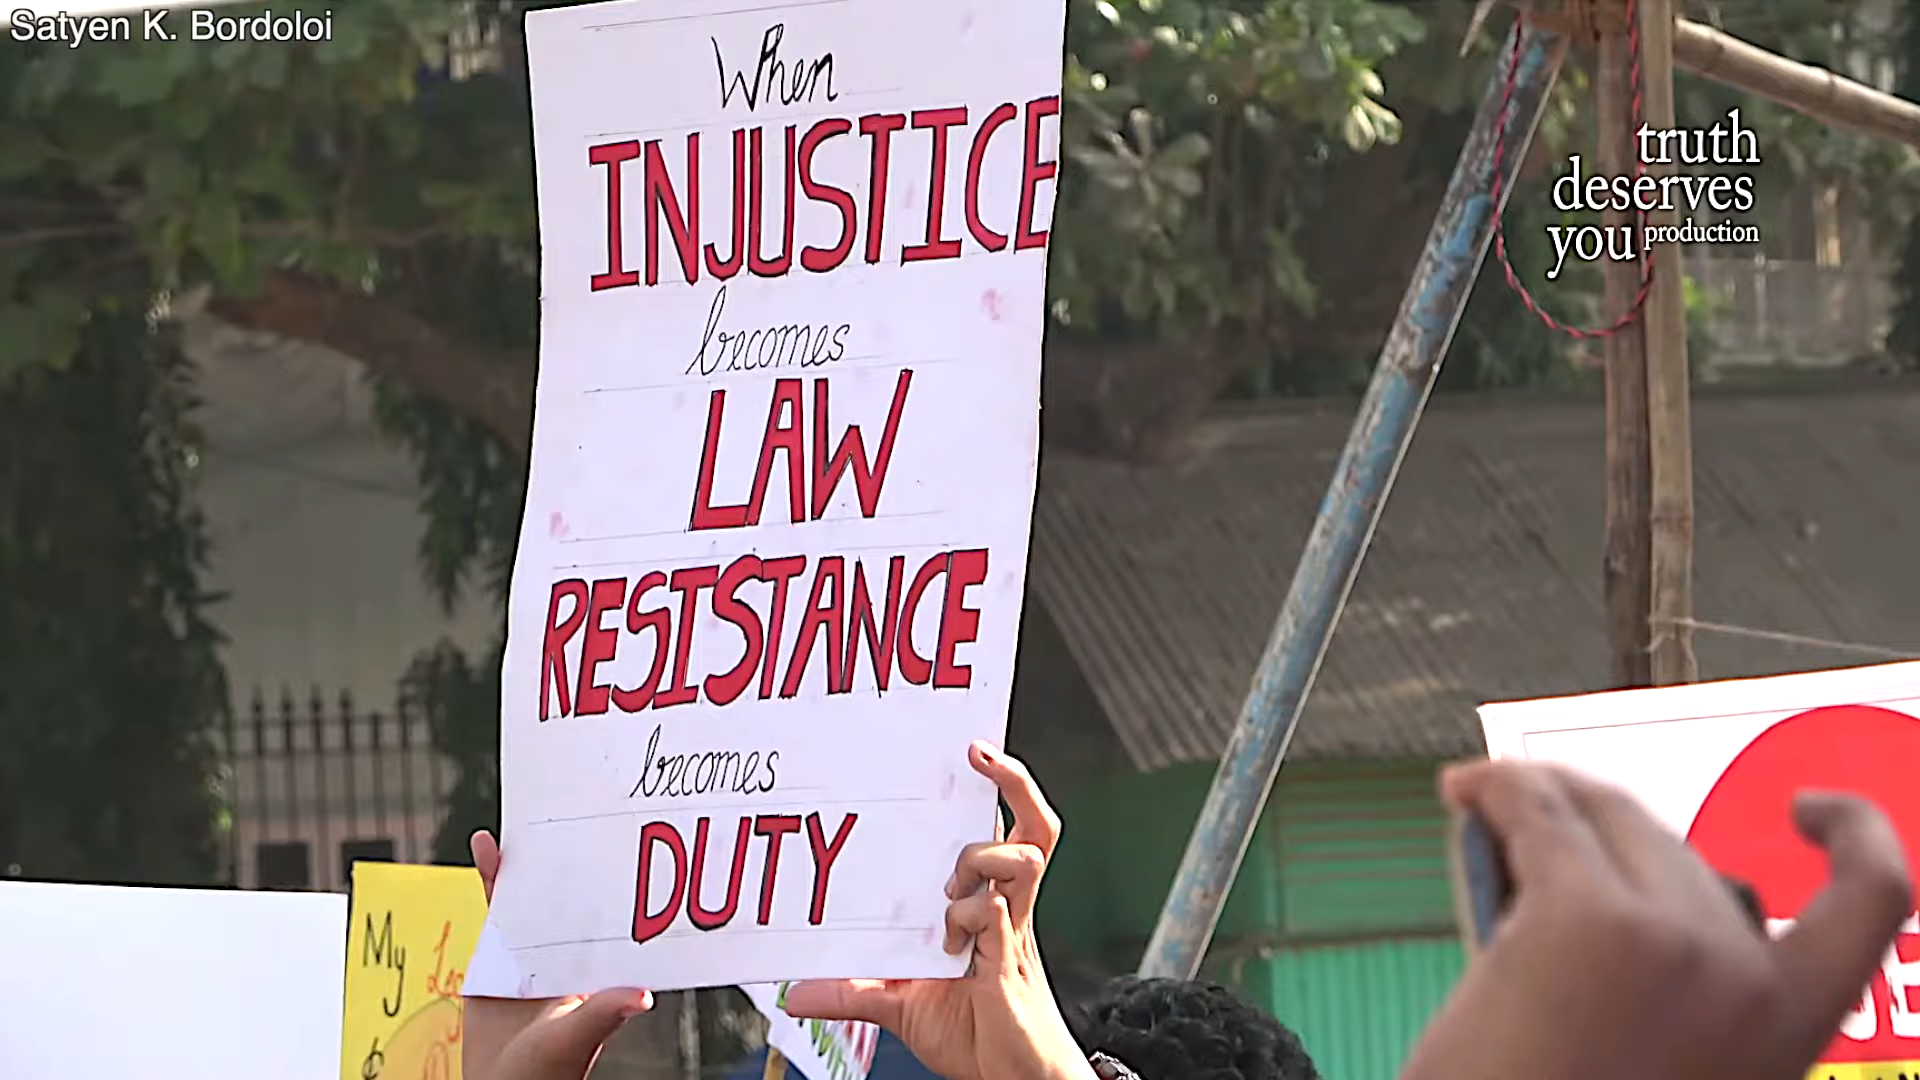 Satyen K. Bordoloi
When
INJUSTICE
becomes
LAW
RESISTANCE
becomes
DUTY
truth
deserves
you production
My